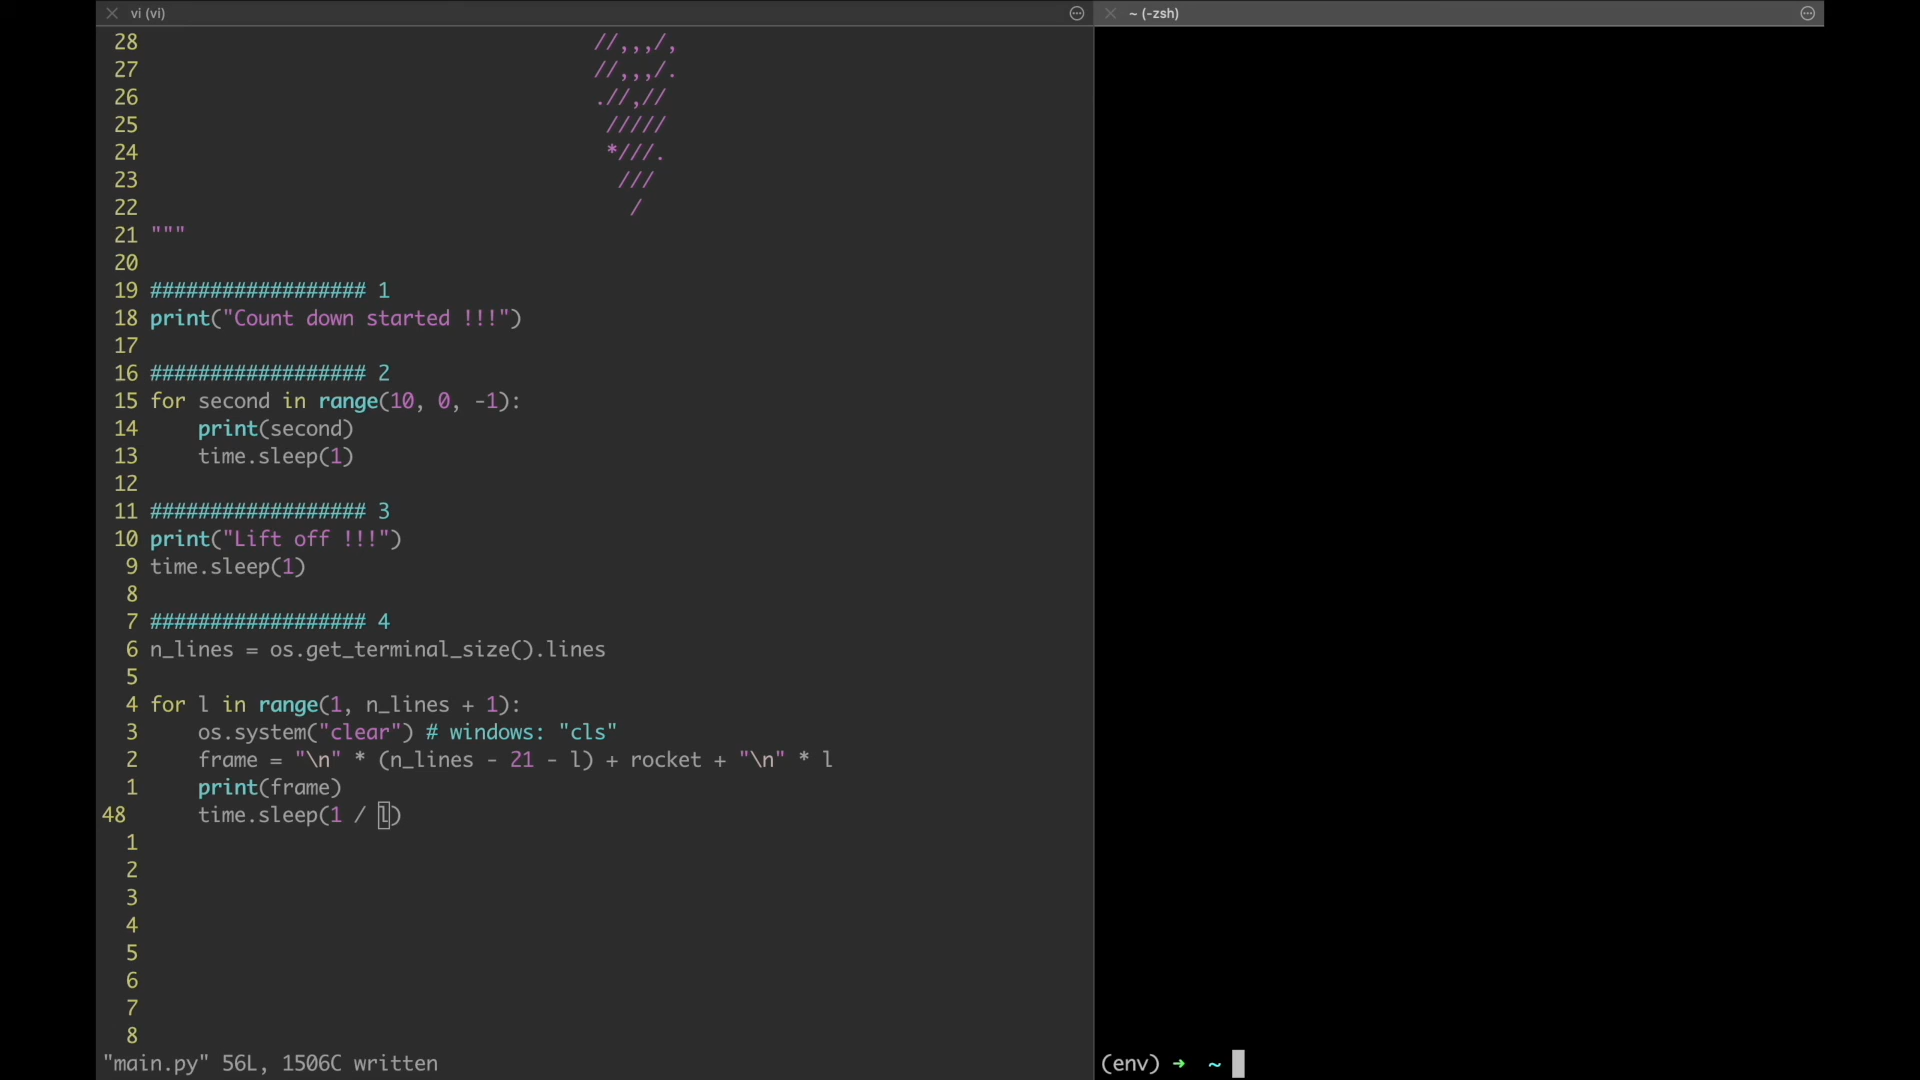 vi (vi)
28 //,,,/,
27 //,,,/.
26 .//,//
25 /////
24 *///.
23 ///
22 /
21 """
20
19 ################## 1
18 print("Count down started !!!")
17
16 ################## 2
15 for second in range(10, 0, -1):
14     print(second)
13     time.sleep(1)
12
11 ################## 3
10 print("Lift off !!!")
9 time.sleep(1)
8
7 ################## 4
6 n_lines = os.get_terminal_size().lines
5
4 for l in range(1, n_lines + 1):
3     os.system("clear") # windows: "cls"
2     frame = "\n" * (n_lines - 21 - l) + rocket + "\n" * l
1     print(frame)
48     time.sleep(1 / l)
1
2
3
4
5
6
7
8
"main.py" 56L, 1506C written
~ (-zsh)
(env) ➜ ~